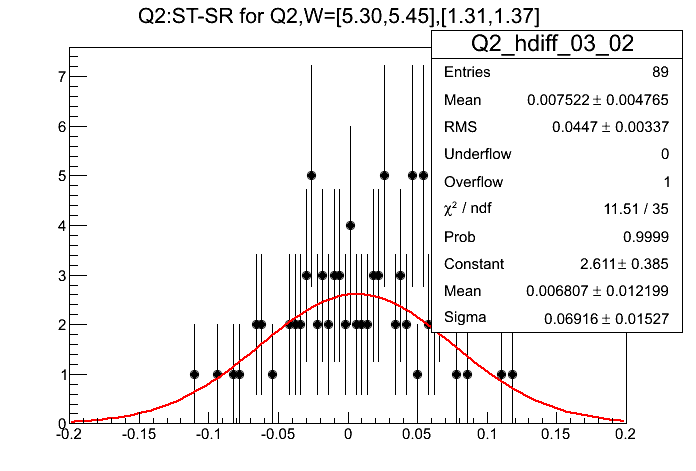 Q2:ST-SR for Q2,W=[5.30,5.45],[1.31,1.37]
Q2_hdiff_03_02
Entries 89
Mean 0.007522 ± 0.004765
RMS 0.0447 ± 0.00337
Underflow 0
Overflow 1
χ² / ndf 11.51 / 35
Prob 0.9999
Constant 2.611 ± 0.385
Mean 0.006807 ± 0.012199
Sigma 0.06916 ± 0.01527
7
6
5
4
3
2
1
0
-0.2 -0.15 -0.1 -0.05 0 0.05 0.1 0.15 0.2